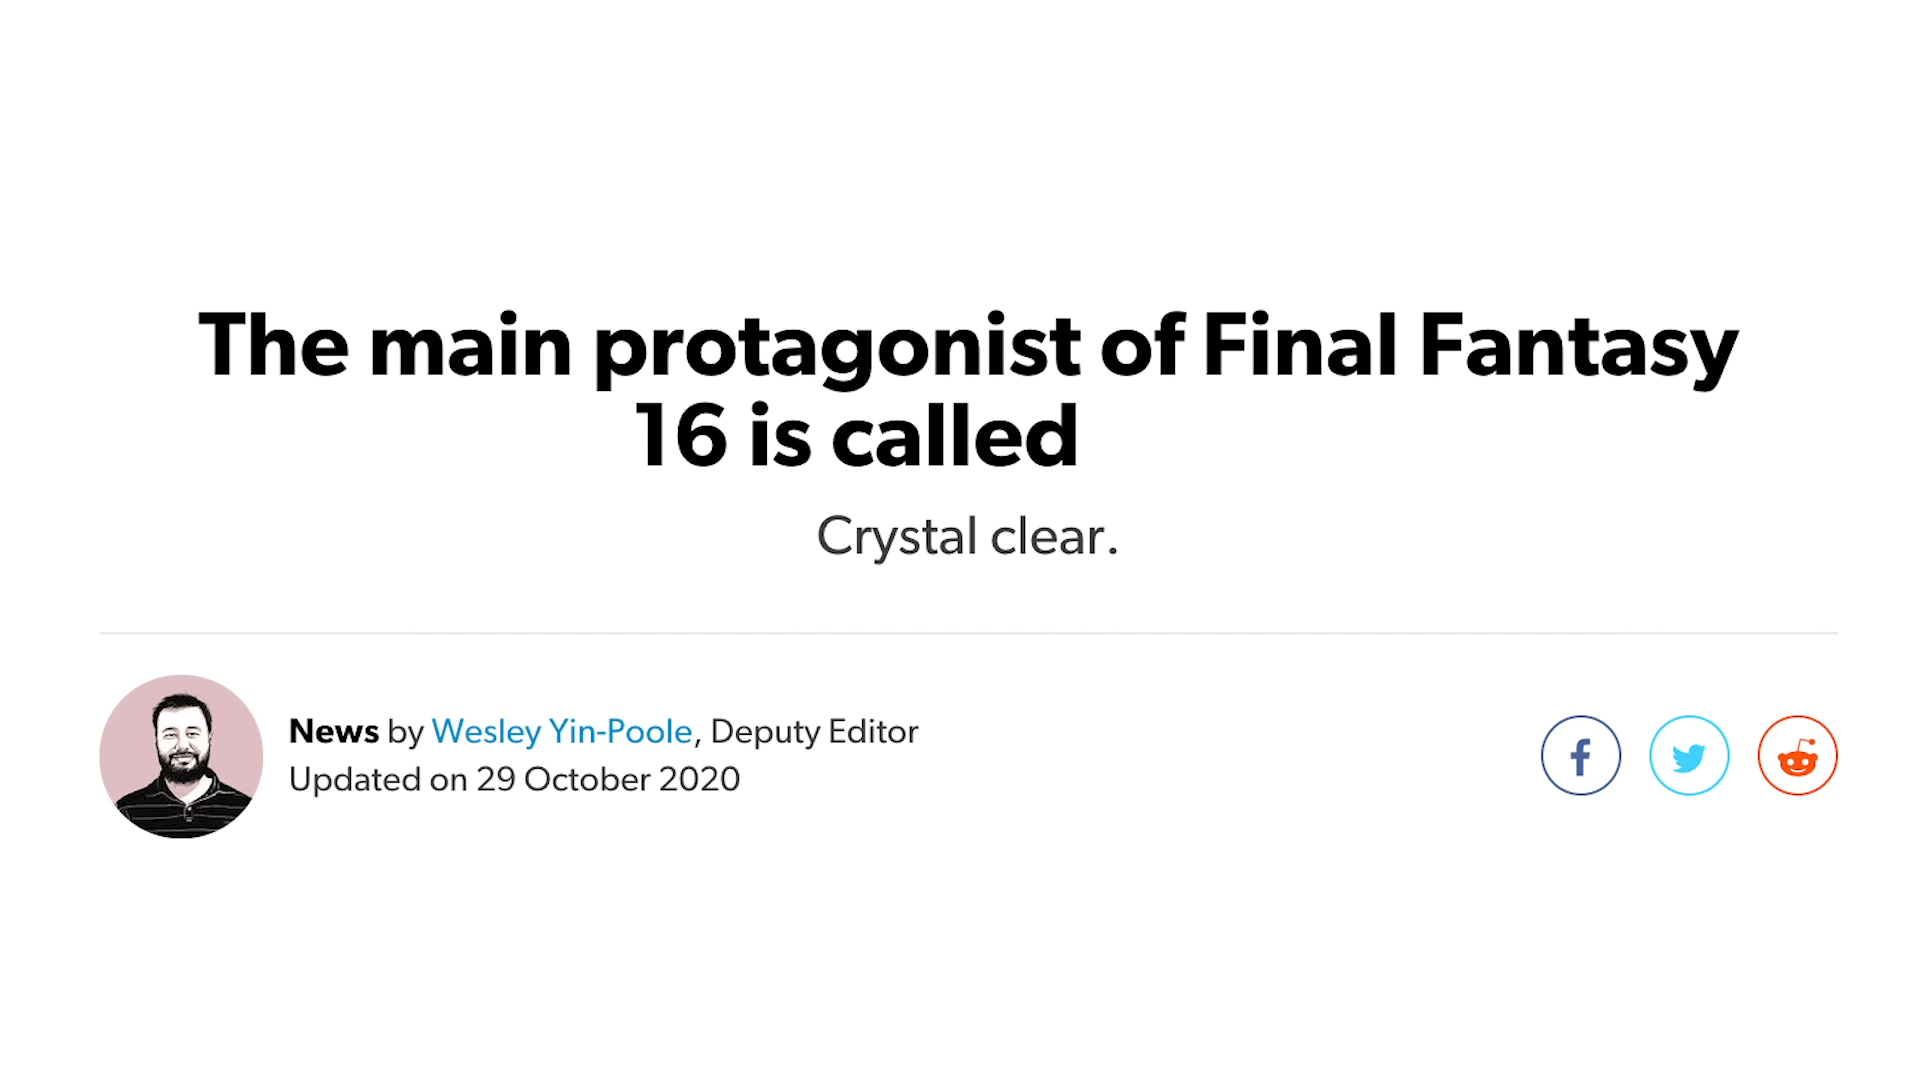 The main protagonist of Final Fantasy
16 is called
Crystal clear.
News by Wesley Yin-Poole, Deputy Editor
Updated on 29 October 2020